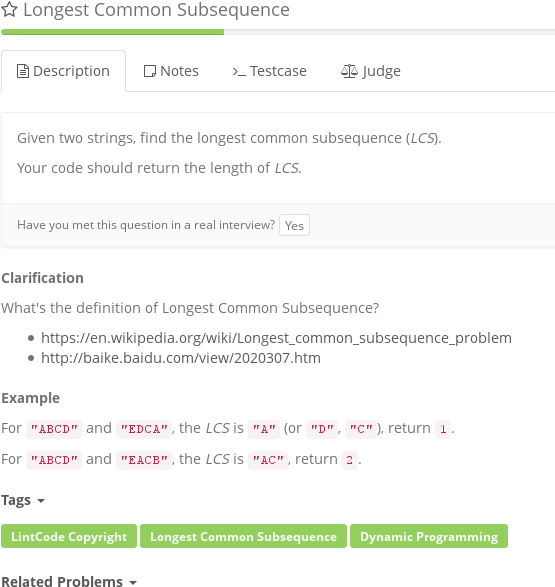 Longest Common Subsequence
Description Notes Testcase Judge
Given two strings, find the longest common subsequence (LCS).
Your code should return the length of LCS.
Have you met this question in a real interview? Yes
Clarification
What's the definition of Longest Common Subsequence?
• https://en.wikipedia.org/wiki/Longest_common_subsequence_problem
• http://baike.baidu.com/view/2020307.htm
Example
For "ABCD" and "EDCA", the LCS is "A" (or "D", "C"), return 1.
For "ABCD" and "EACB", the LCS is "AC", return 2.
Tags
LintCode Copyright Longest Common Subsequence Dynamic Programming
Related Problems